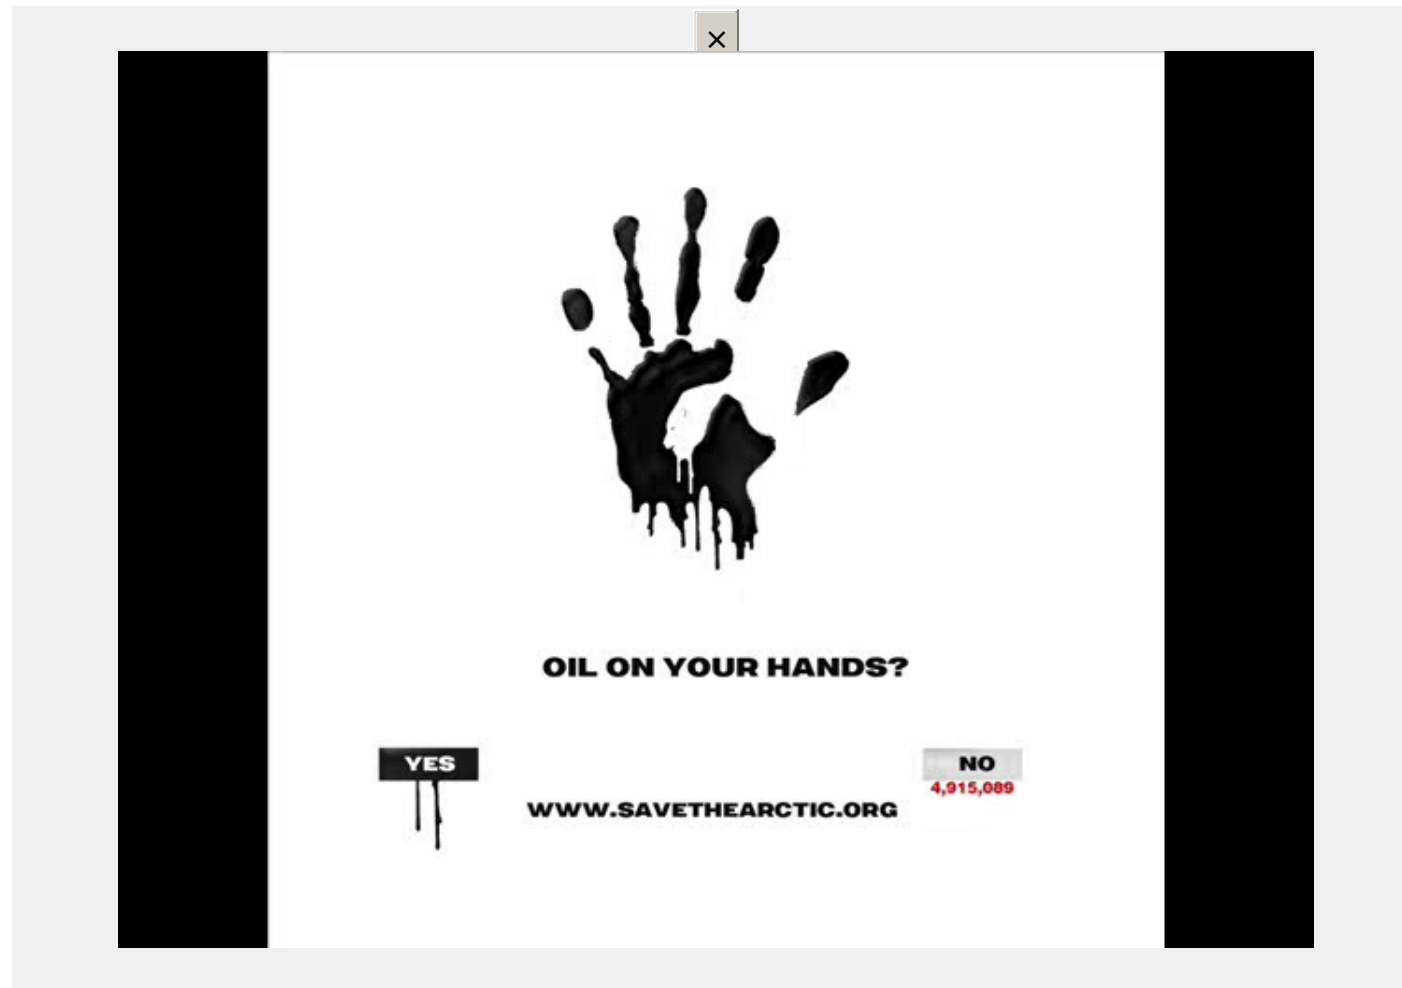 OIL ON YOUR HANDS?
YES
NO
4,915,089
WWW.SAVETHEARCTIC.ORG